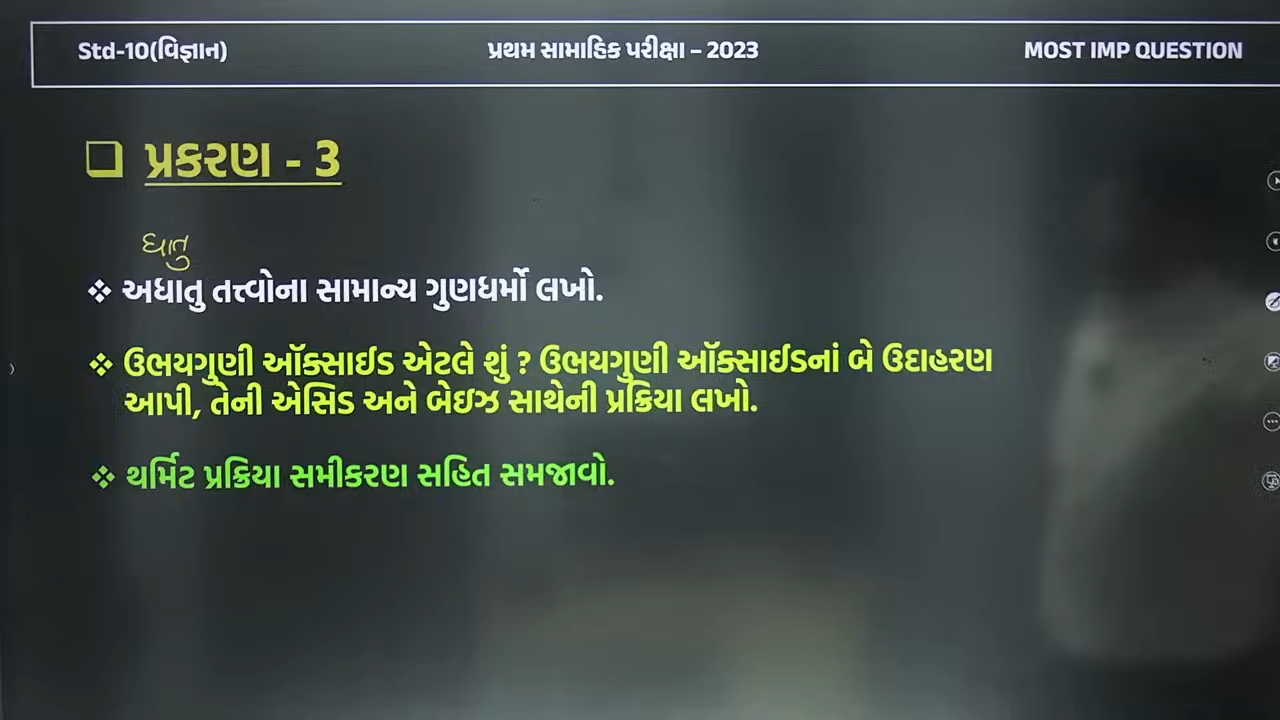 Std-10(વિજ્ઞાન) પ્રથમ સામાહિક પરીક્ષા – 2023 MOST IMP QUESTION
❑ પ્રકરણ - 3
ધાતુ
❖ અધાતુ તત્ત્વોના સામાન્ય ગુણધર્મો લખો.
❖ ઉભયગુણી ઑક્સાઈડ એટલે શું ? ઉભયગુણી ઑક્સાઈડનાં બે ઉદાહરણ
આપી, તેની એસિડ અને બેઇઝ સાથેની પ્રક્રિયા લખો.
❖ થર્મિટ પ્રક્રિયા સમીકરણ સહિત સમજાવો.